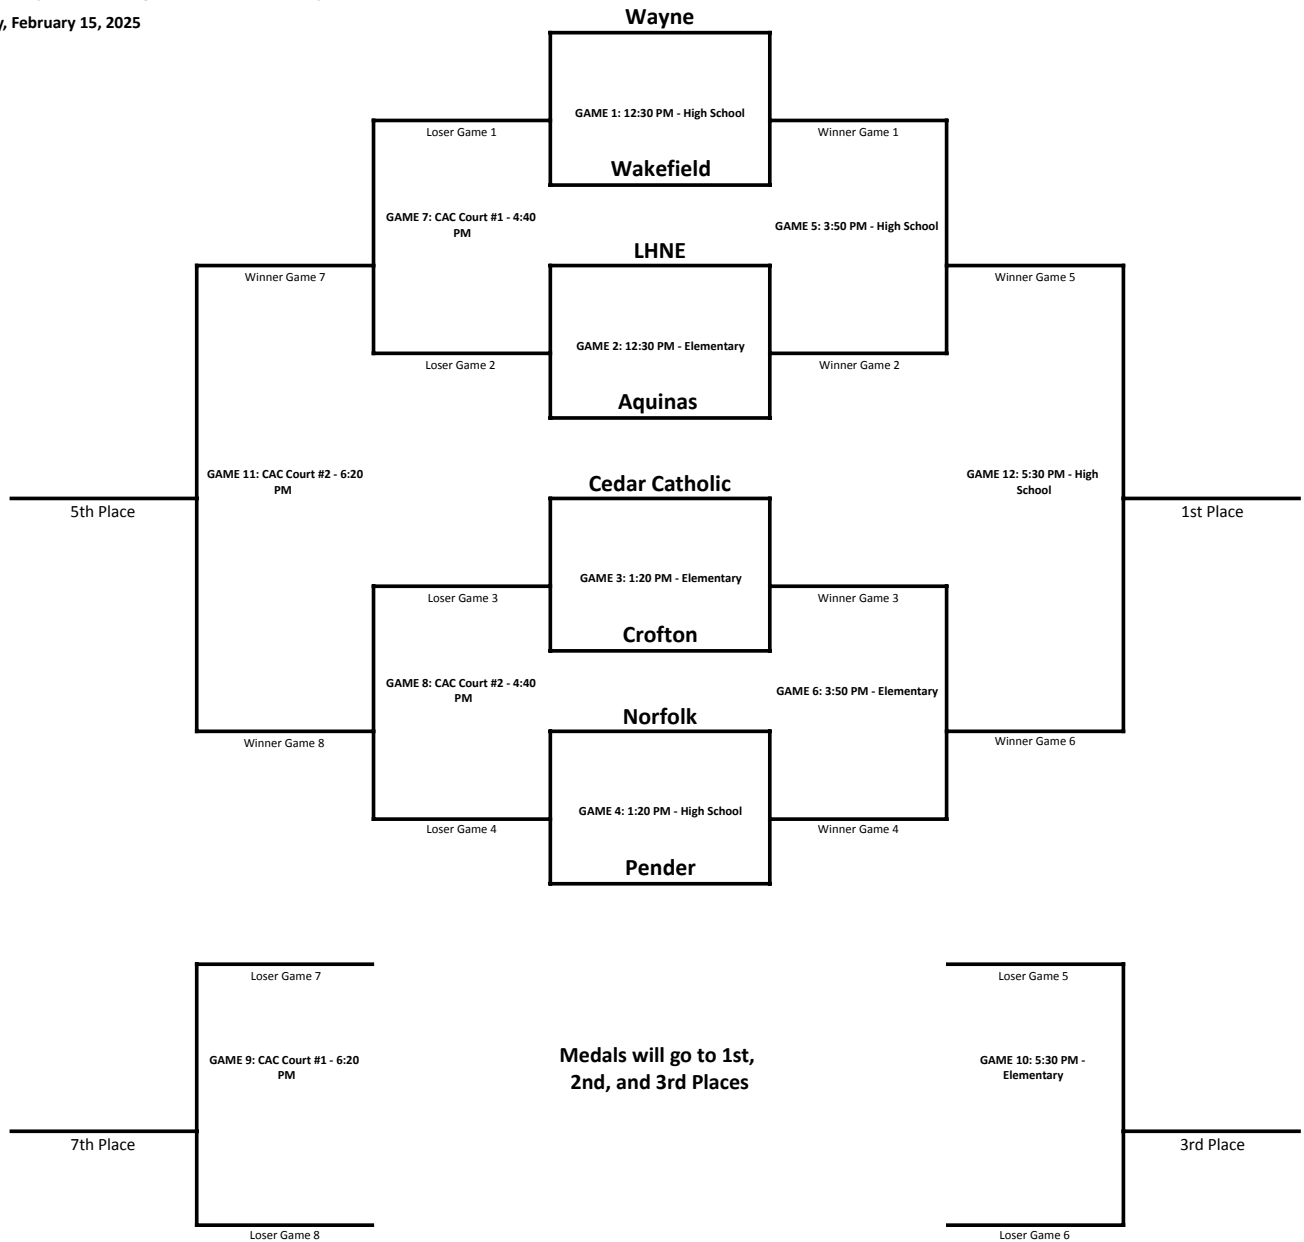 y, February 15, 2025
Wayne
GAME 1: 12:30 PM - High School
Loser Game 1
Winner Game 1
Wakefield
GAME 7: CAC Court #1 - 4:40
PM
GAME 5: 3:50 PM - High School
LHNE
Winner Game 7
Winner Game 5
GAME 2: 12:30 PM - Elementary
Loser Game 2
Winner Game 2
Aquinas
GAME 11: CAC Court #2 - 6:20
PM
GAME 12: 5:30 PM - High
School
Cedar Catholic
5th Place
1st Place
GAME 3: 1:20 PM - Elementary
Loser Game 3
Winner Game 3
Crofton
GAME 8: CAC Court #2 - 4:40
PM
GAME 6: 3:50 PM - Elementary
Norfolk
Winner Game 8
Winner Game 6
GAME 4: 1:20 PM - High School
Loser Game 4
Winner Game 4
Pender
Loser Game 7
Loser Game 5
GAME 9: CAC Court #1 - 6:20
PM
Medals will go to 1st,
2nd, and 3rd Places
GAME 10: 5:30 PM -
Elementary
7th Place
3rd Place
Loser Game 8
Loser Game 6